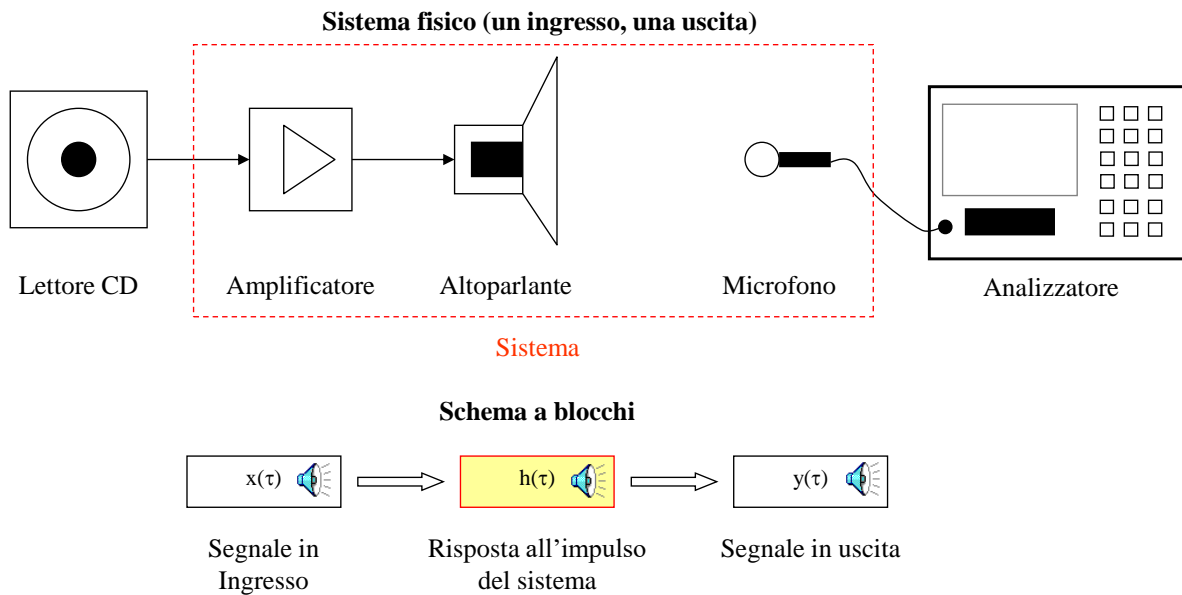 Sistema fisico (un ingresso, una uscita)
Lettore CD
Amplificatore
Altoparlante
Microfono
Analizzatore
Sistema
Schema a blocchi
x(τ)
h(τ)
y(τ)
Segnale in
Ingresso
Risposta all’impulso
del sistema
Segnale in uscita